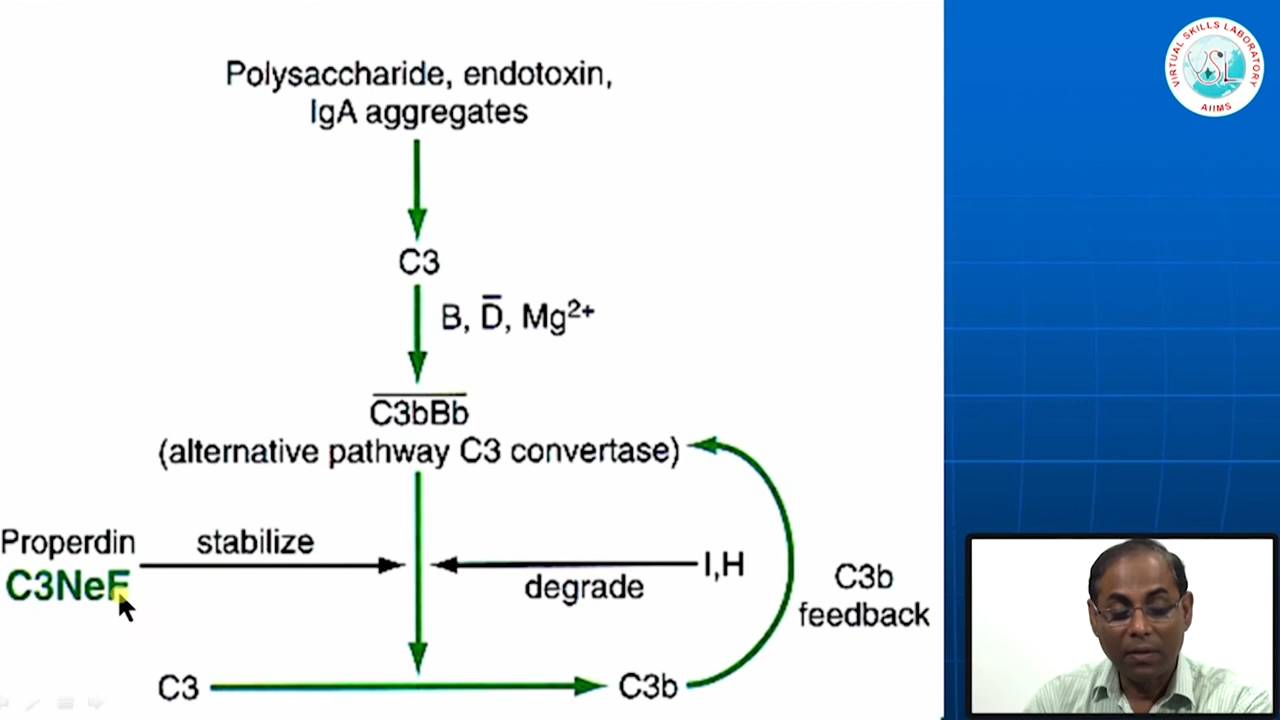 Polysaccharide, endotoxin,
IgA aggregates
C3
B, D̅, Mg²⁺
C3bBb
(alternative pathway C3 convertase)
Properdin
C3NeF
stabilize
degrade
I,H
C3b
feedback
C3
C3b
VIRTUAL SKILLS LABORATORY
VSL
AIIMS